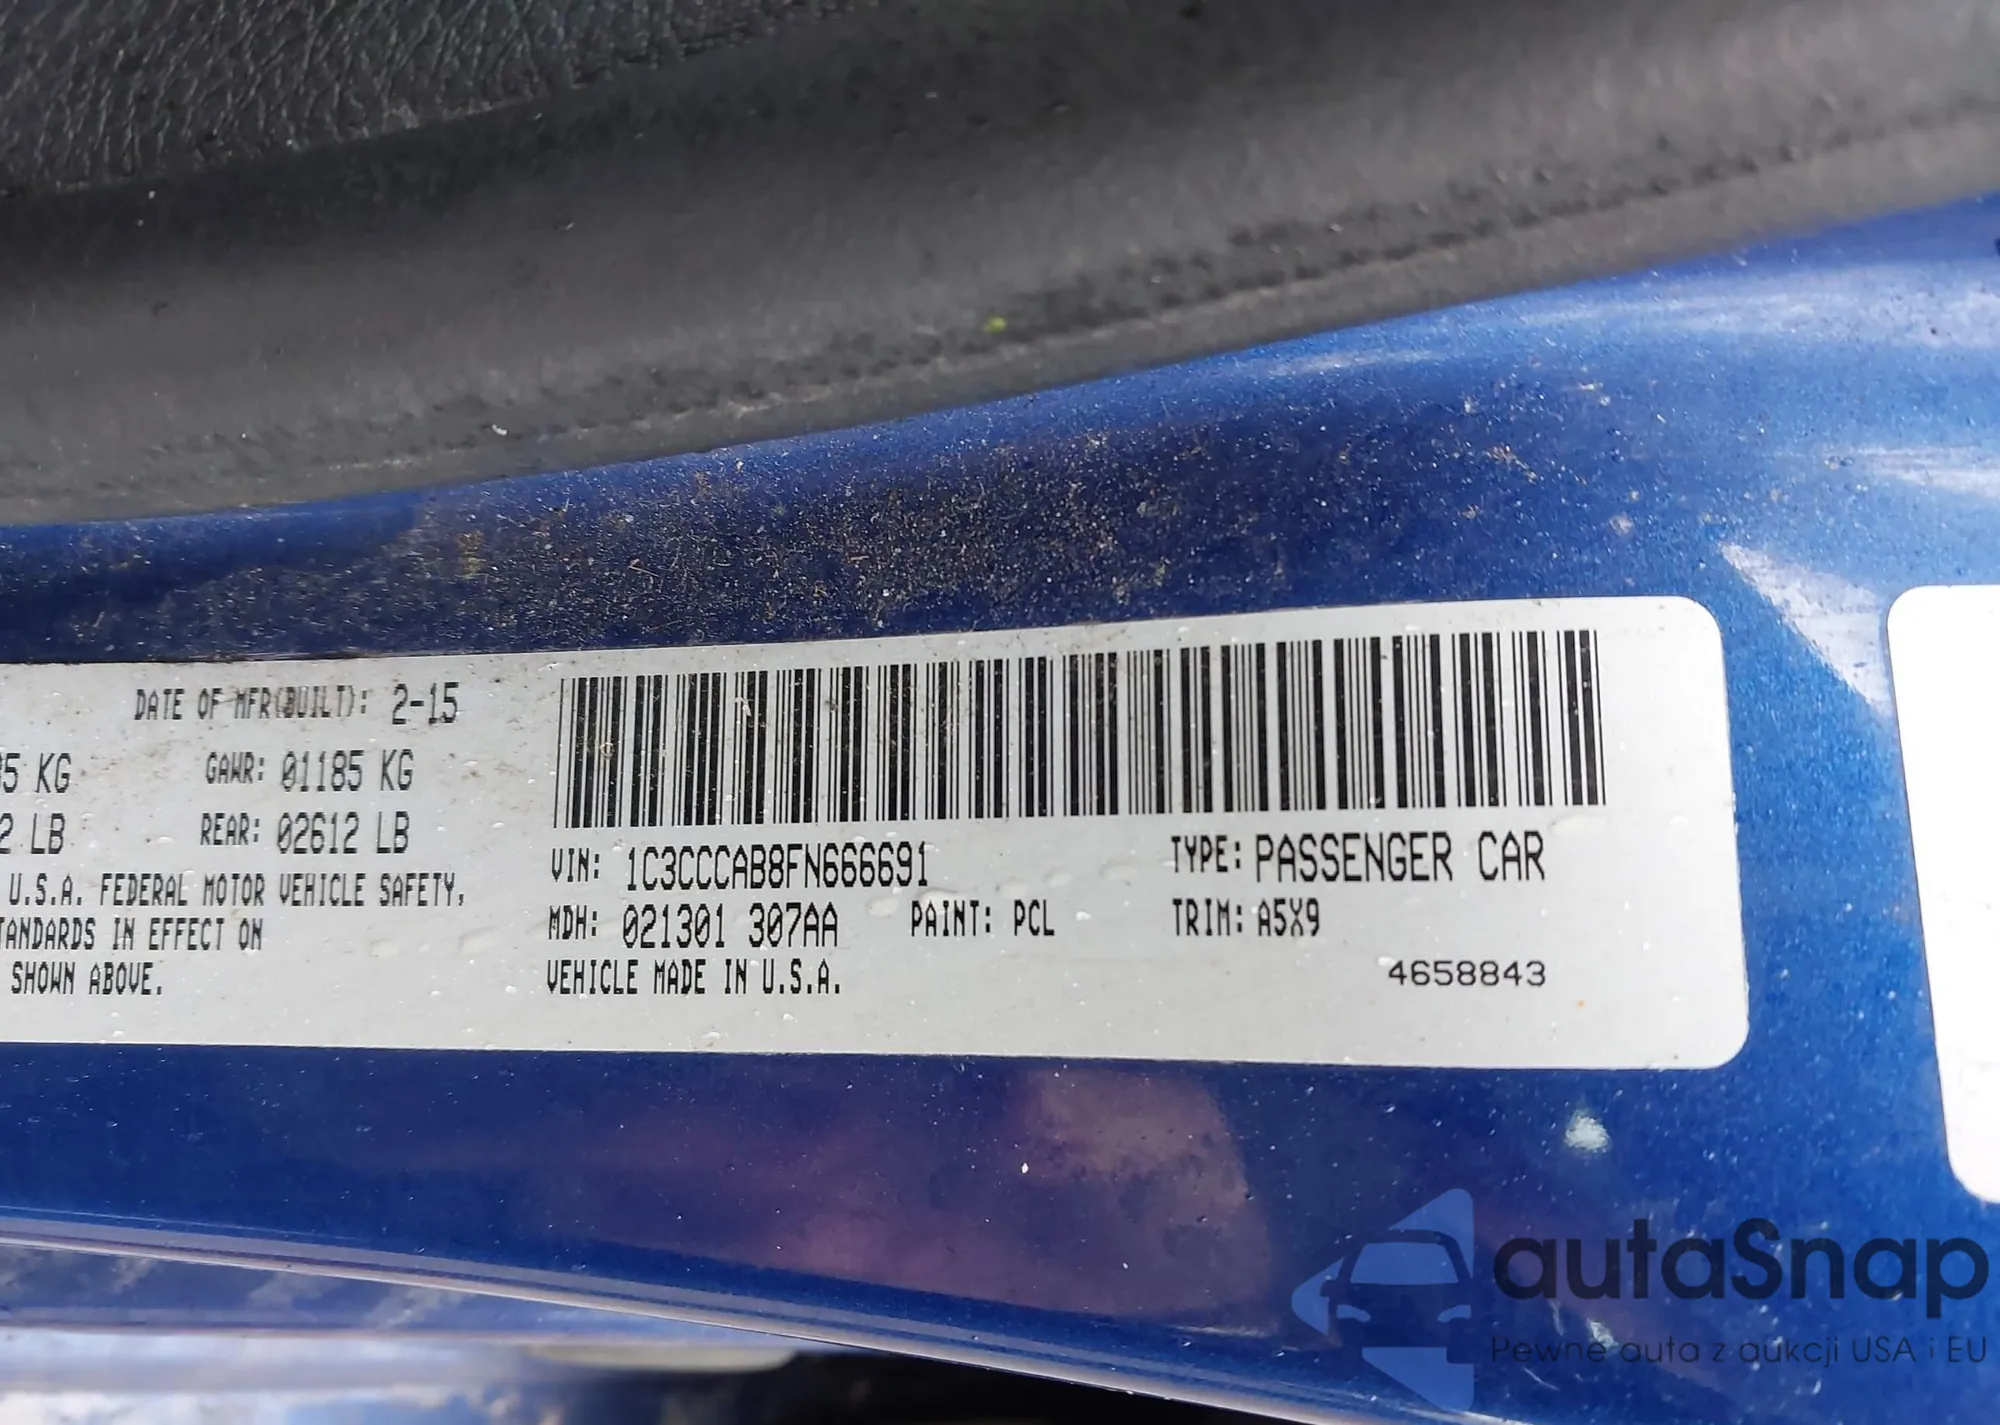 DATE OF MFR(BUILT): 2-15
5 KG GAWR: 01185 KG
2 LB REAR: 02612 LB
U.S.A. FEDERAL MOTOR VEHICLE SAFETY,
TANDARDS IN EFFECT ON
SHOWN ABOVE.
VIN: 1C3CCCAB8FN666691 TYPE: PASSENGER CAR
MDH: 021301 307AA PAINT: PCL TRIM: A5X9
VEHICLE MADE IN U.S.A. 4658843
autaSnap
Pewne auta z aukcji USA i EU